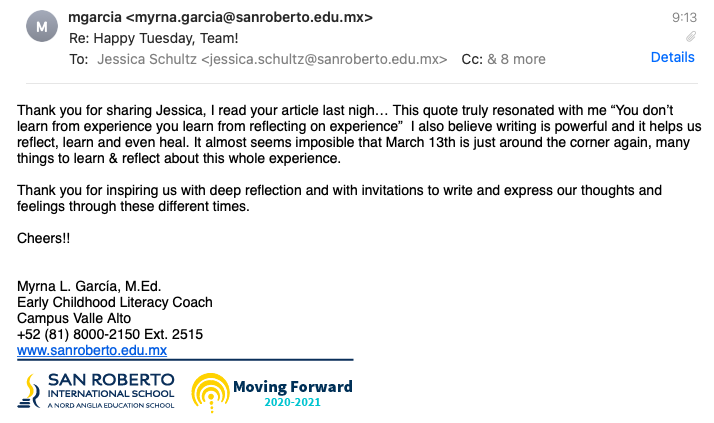 M
mgarcia <myrna.garcia@sanroberto.edu.mx>
9:13
Re: Happy Tuesday, Team!
To: Jessica Schultz <jessica.schultz@sanroberto.edu.mx> Cc: & 8 more
Details
Thank you for sharing Jessica, I read your article last nigh… This quote truly resonated with me “You don’t
learn from experience you learn from reflecting on experience”  I also believe writing is powerful and it helps us
reflect, learn and even heal. It almost seems imposible that March 13th is just around the corner again, many
things to learn & reflect about this whole experience.
Thank you for inspiring us with deep reflection and with invitations to write and express our thoughts and
feelings through these different times.
Cheers!!
Myrna L. García, M.Ed.
Early Childhood Literacy Coach
Campus Valle Alto
+52 (81) 8000-2150 Ext. 2515
www.sanroberto.edu.mx
SAN ROBERTO
INTERNATIONAL SCHOOL
A NORD ANGLIA EDUCATION SCHOOL
Moving Forward
2020-2021